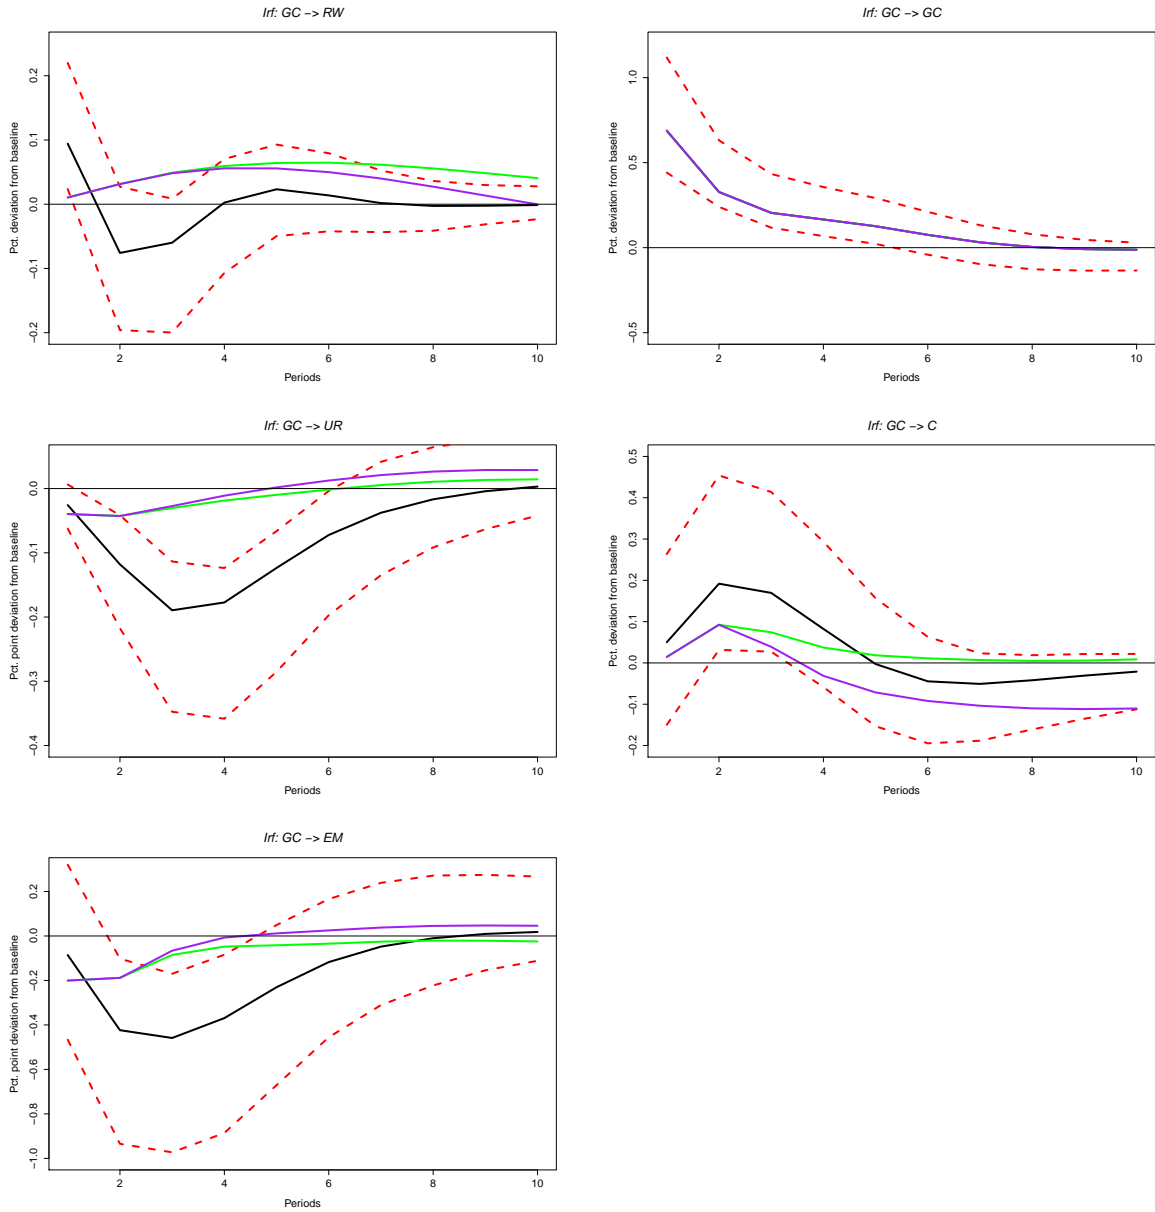 Irf: GC −> RW
Pct. deviation from baseline
0.2
0.1
0.0
−0.1
−0.2
2 4 6 8 10
Periods
Irf: GC −> GC
Pct. deviation from baseline
1.0
0.5
0.0
−0.5
2 4 6 8 10
Periods
Irf: GC −> UR
Pct. point deviation from baseline
0.0
−0.1
−0.2
−0.3
−0.4
2 4 6 8 10
Periods
Irf: GC −> C
Pct. deviation from baseline
0.5
0.4
0.3
0.2
0.1
0.0
−0.1
−0.2
2 4 6 8 10
Periods
Irf: GC −> EM
Pct. point deviation from baseline
0.2
0.0
−0.2
−0.4
−0.6
−0.8
−1.0
2 4 6 8 10
Periods